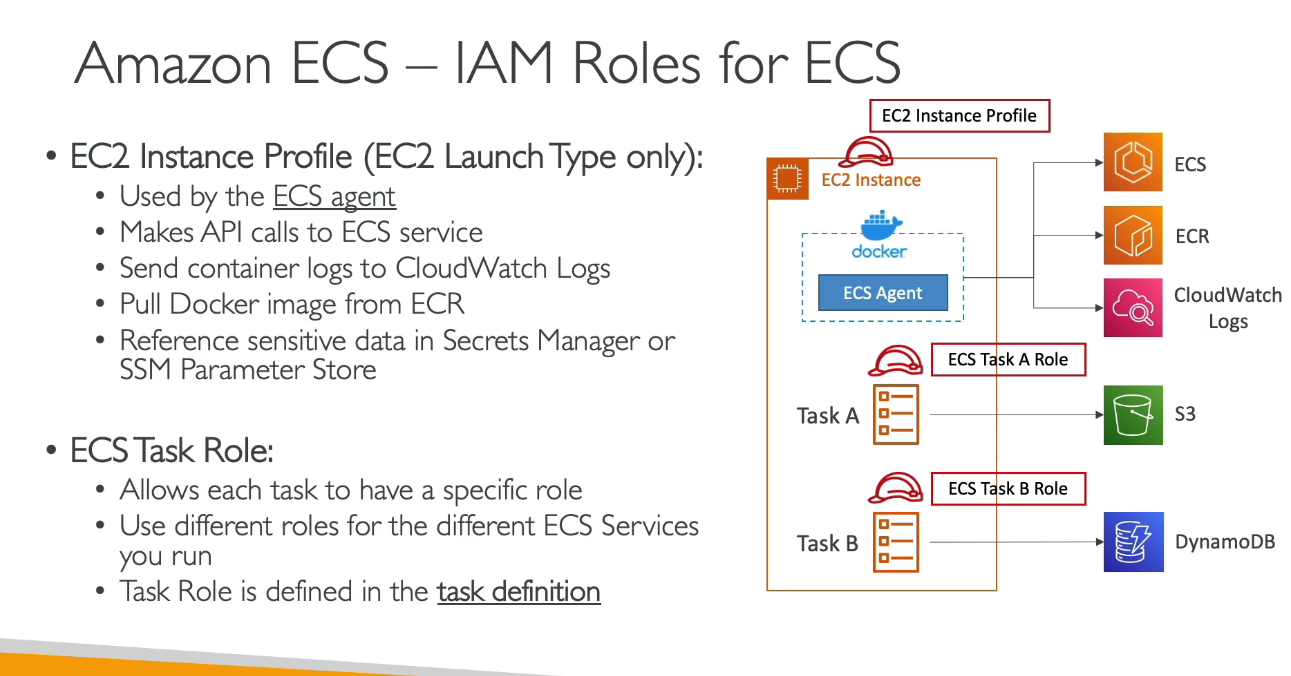 Amazon ECS – IAM Roles for ECS
• EC2 Instance Profile (EC2 Launch Type only):
• Used by the ECS agent
• Makes API calls to ECS service
• Send container logs to CloudWatch Logs
• Pull Docker image from ECR
• Reference sensitive data in Secrets Manager or
SSM Parameter Store
• ECS Task Role:
• Allows each task to have a specific role
• Use different roles for the different ECS Services
you run
• Task Role is defined in the task definition
EC2 Instance Profile
EC2 Instance
docker
ECS Agent
ECS
ECR
CloudWatch
Logs
ECS Task A Role
Task A
S3
ECS Task B Role
Task B
DynamoDB